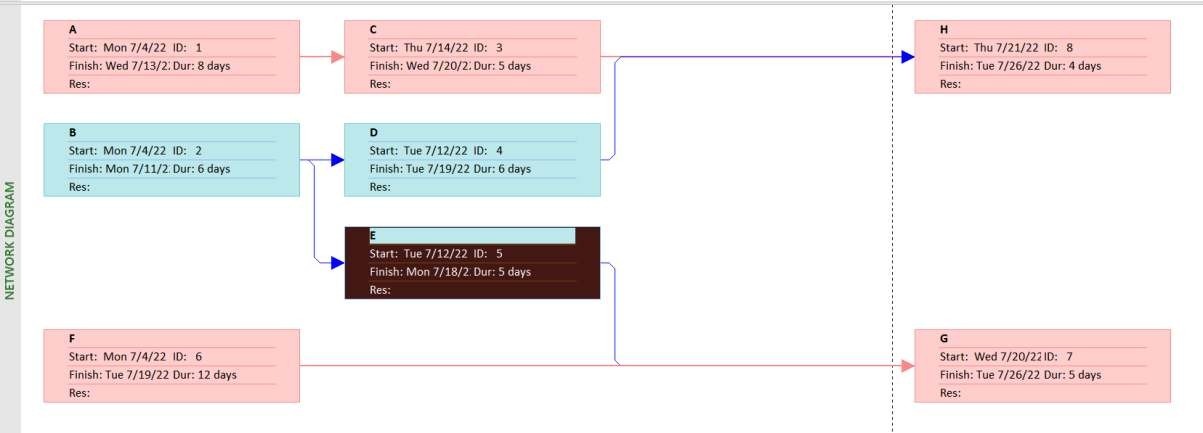 NETWORK DIAGRAM
A
Start: Mon 7/4/22 ID: 1
Finish: Wed 7/13/2. Dur: 8 days
Res:
C
Start: Thu 7/14/22 ID: 3
Finish: Wed 7/20/2. Dur: 5 days
Res:
H
Start: Thu 7/21/22 ID: 8
Finish: Tue 7/26/22 Dur: 4 days
Res:
B
Start: Mon 7/4/22 ID: 2
Finish: Mon 7/11/2. Dur: 6 days
Res:
D
Start: Tue 7/12/22 ID: 4
Finish: Tue 7/19/22 Dur: 6 days
Res:
E
Start: Tue 7/12/22 ID: 5
Finish: Mon 7/18/2. Dur: 5 days
Res:
F
Start: Mon 7/4/22 ID: 6
Finish: Tue 7/19/22 Dur: 12 days
Res:
G
Start: Wed 7/20/22 ID: 7
Finish: Tue 7/26/22 Dur: 5 days
Res: